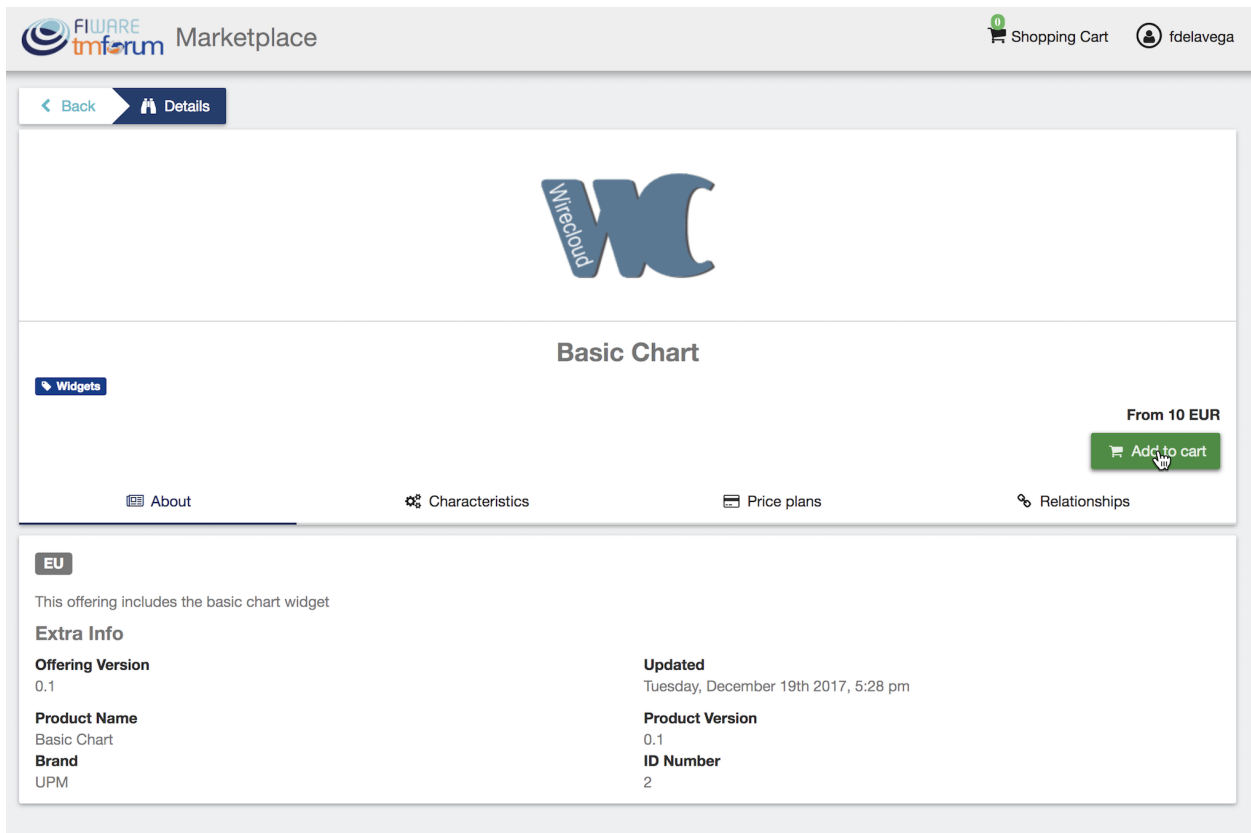 FIWARE
tmforum
Marketplace
0
Shopping Cart
fdelavega
Back
Details
Wirecloud
WC
Basic Chart
Widgets
From 10 EUR
Add to cart
About
Characteristics
Price plans
Relationships
EU
This offering includes the basic chart widget
Extra Info
Offering Version
Updated
0.1
Tuesday, December 19th 2017, 5:28 pm
Product Name
Product Version
Basic Chart
0.1
Brand
ID Number
UPM
2